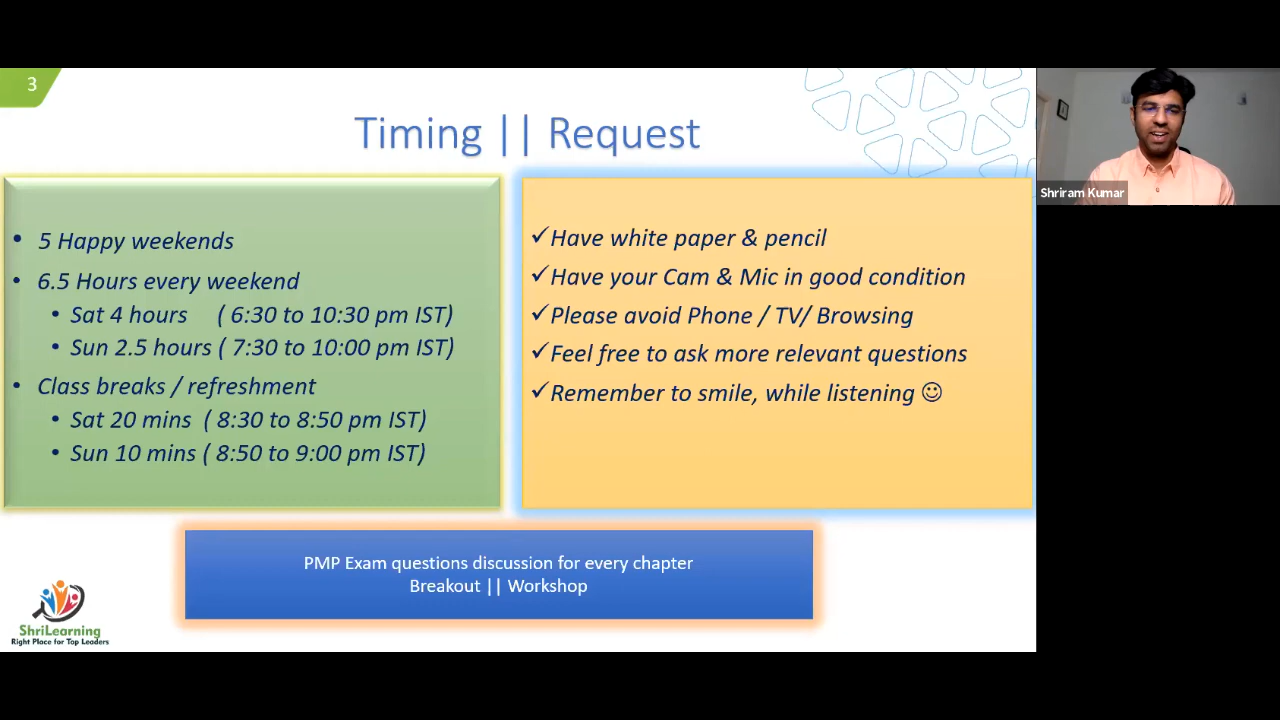 3
Timing || Request
• 5 Happy weekends
• 6.5 Hours every weekend
• Sat 4 hours ( 6:30 to 10:30 pm IST)
• Sun 2.5 hours ( 7:30 to 10:00 pm IST)
• Class breaks / refreshment
• Sat 20 mins ( 8:30 to 8:50 pm IST)
• Sun 10 mins ( 8:50 to 9:00 pm IST)
✓Have white paper & pencil
✓Have your Cam & Mic in good condition
✓Please avoid Phone / TV/ Browsing
✓Feel free to ask more relevant questions
✓Remember to smile, while listening ☺
PMP Exam questions discussion for every chapter
Breakout || Workshop
ShriLearning
Right Place for Top Leaders
Shriram Kumar